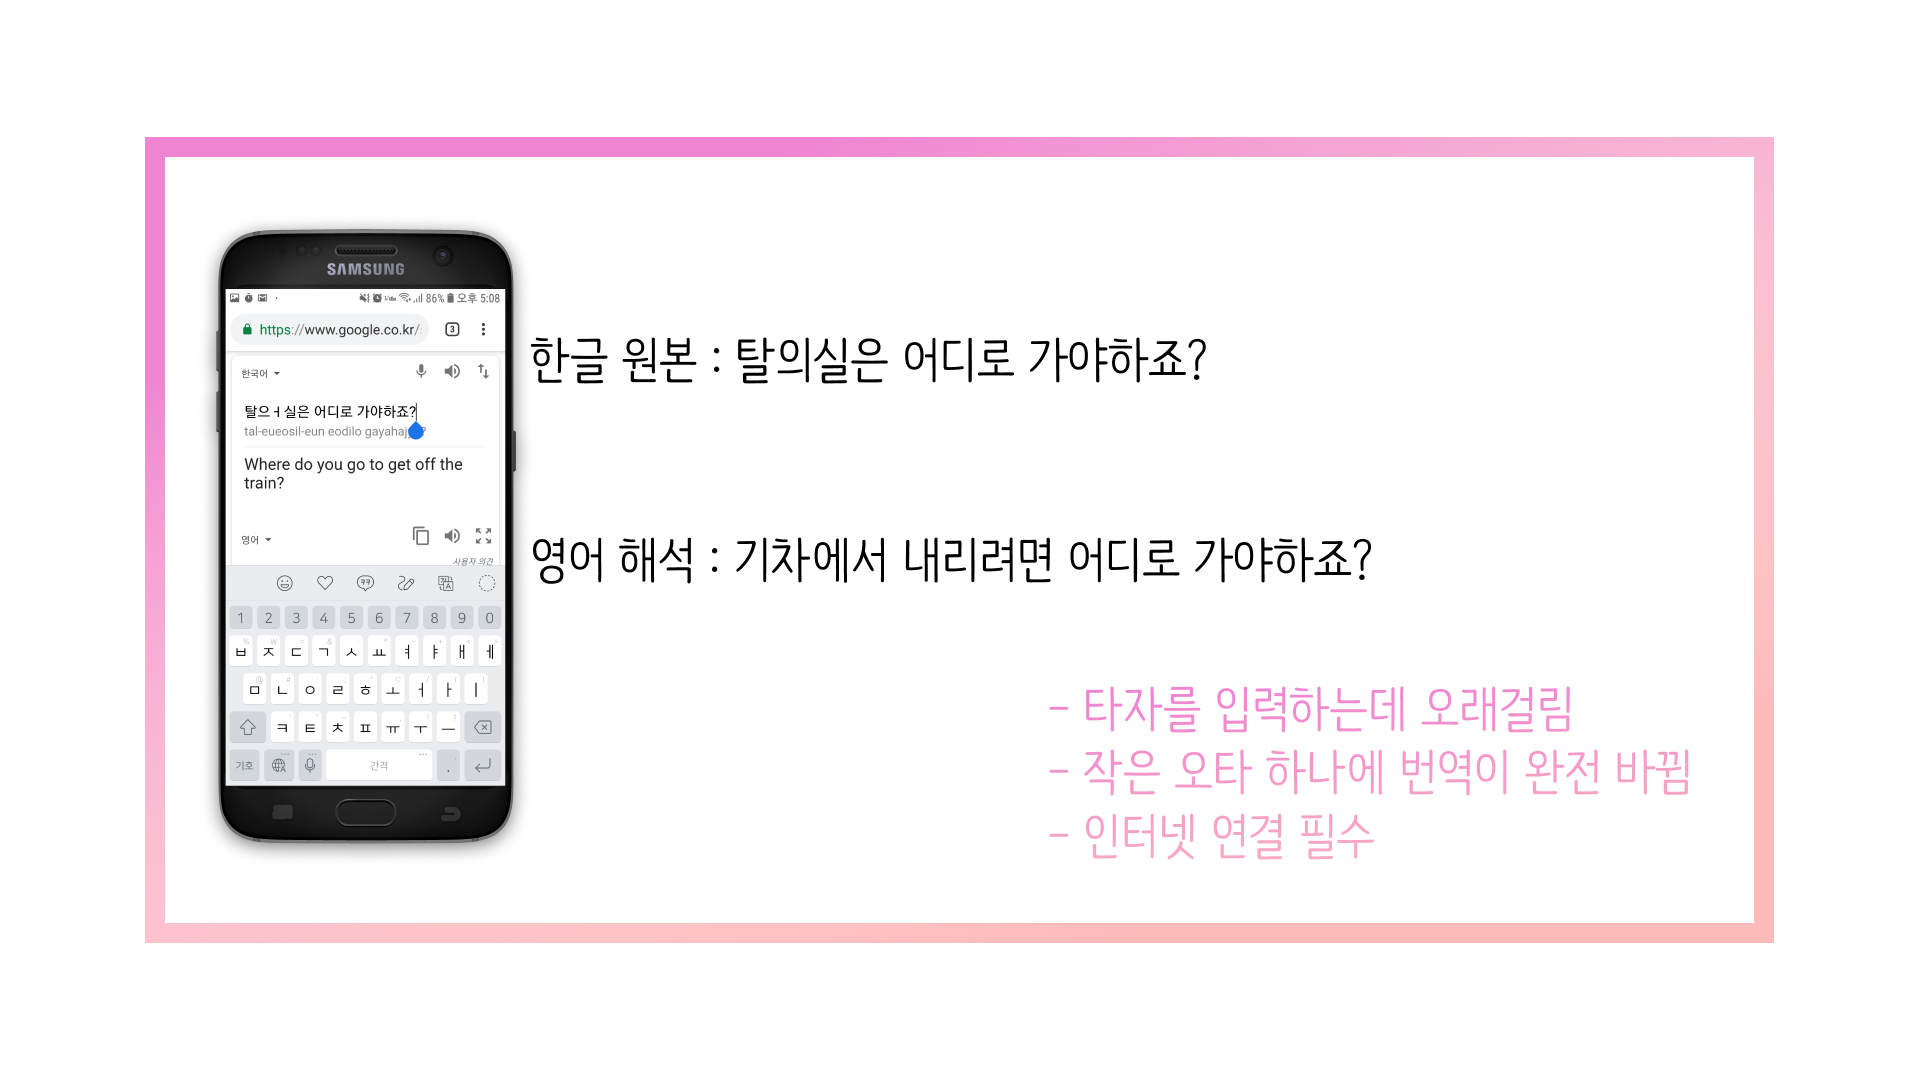 SAMSUNG
86% 오후 5:08
https://www.google.co.kr/
3
한국어
탈으ㅓ실은 어디로 가야하죠?
tal-eueosil-eun eodilo gayahaj
Where do you go to get off the
train?
영어
사용자 의견
1 2 3 4 5 6 7 8 9 0
ㅂ ㅈ ㄷ ㄱ ㅅ ㅛ ㅕ ㅑ ㅐ ㅔ
ㅁ ㄴ ㅇ ㄹ ㅎ ㅗ ㅓ ㅏ ㅣ
ㅋ ㅌ ㅊ ㅍ ㅠ ㅜ ㅡ
기호 간격 .
한글 원본 : 탈의실은 어디로 가야하죠?
영어 해석 : 기차에서 내리려면 어디로 가야하죠?
- 타자를 입력하는데 오래걸림
- 작은 오타 하나에 번역이 완전 바뀜
- 인터넷 연결 필수